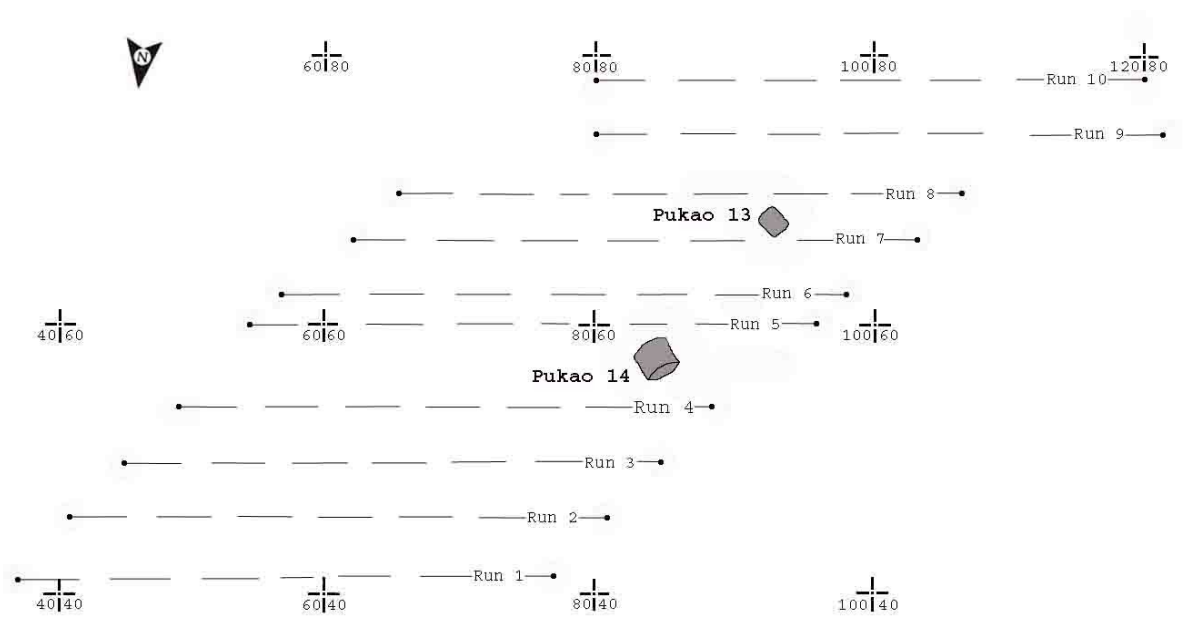 N
60 80
80 80
100 80
120 80
Run 10
Run 9
Run 8
Pukao 13
Run 7
Run 6
40 60
60 60
80 60
Run 5
100 60
Pukao 14
Run 4
Run 3
Run 2
Run 1
40 40
60 40
80 40
100 40